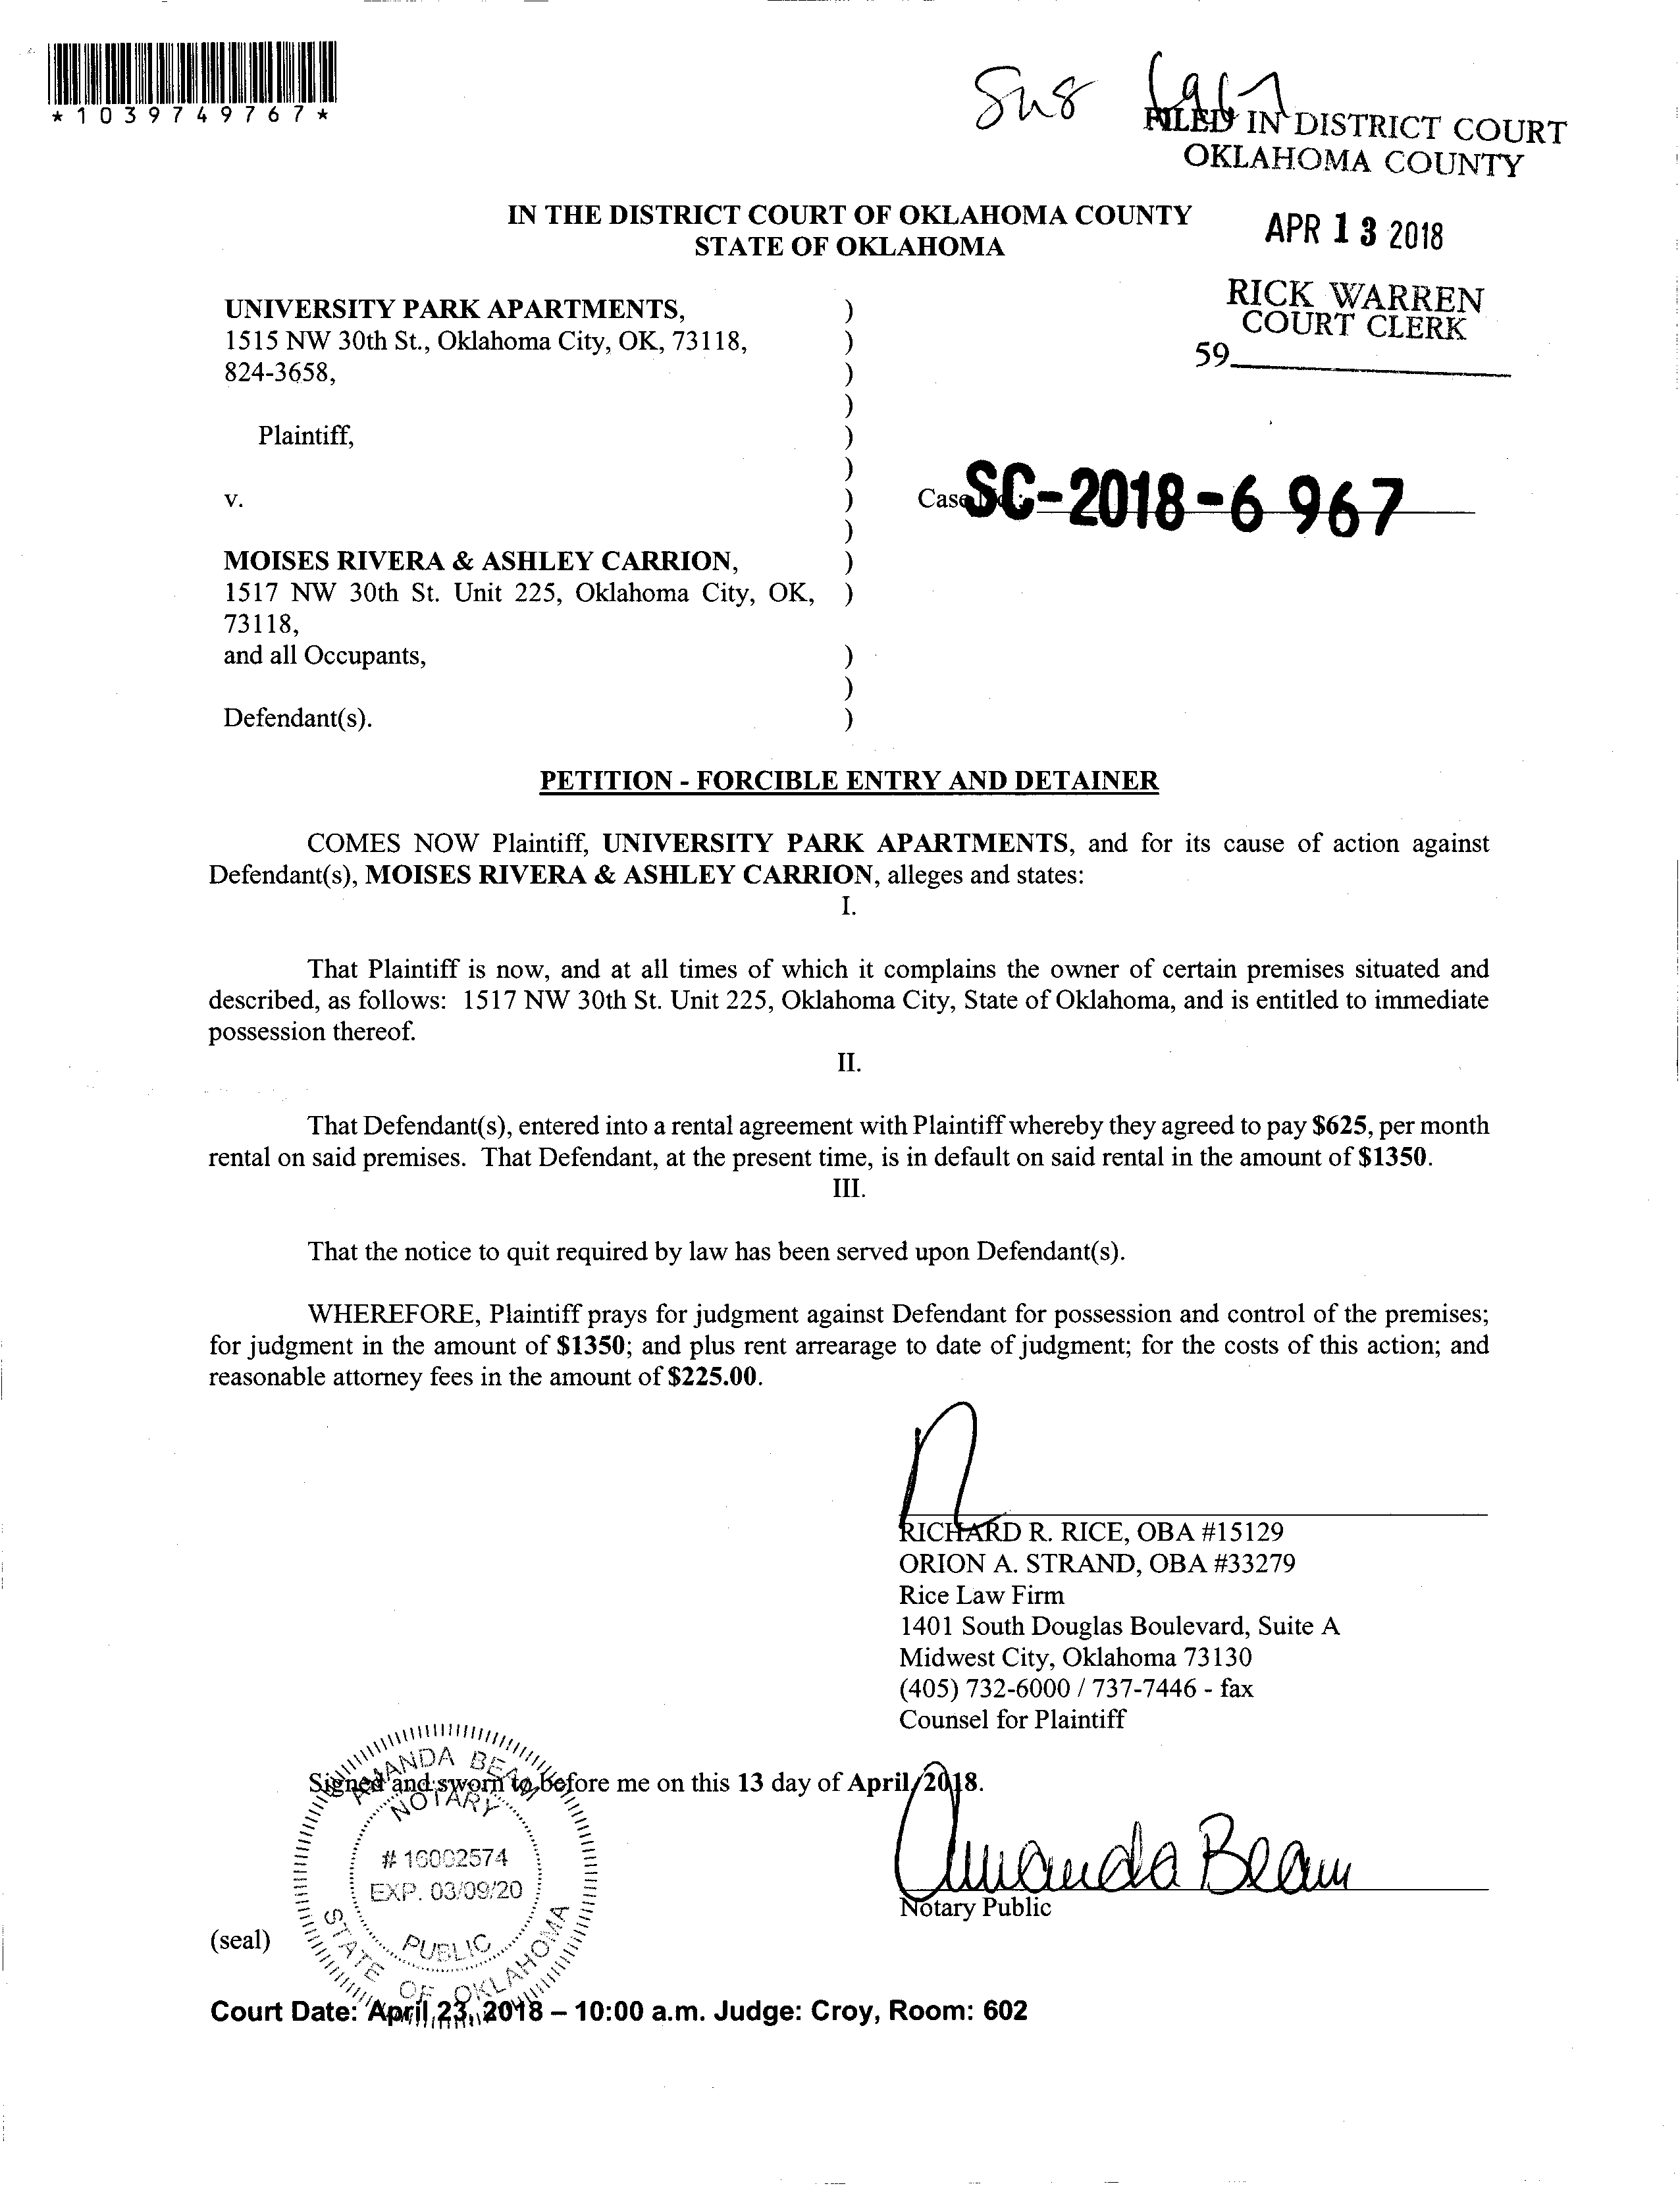 *1039749767*
FILED IN DISTRICT COURT
OKLAHOMA COUNTY
IN THE DISTRICT COURT OF OKLAHOMA COUNTY
STATE OF OKLAHOMA
APR 13 2018
RICK WARREN
COURT CLERK
59
UNIVERSITY PARK APARTMENTS, )
1515 NW 30th St., Oklahoma City, OK, 73118, )
824-3658, )
)
Plaintiff, )
)
v. ) Case No.: SC-2018-6967
)
MOISES RIVERA & ASHLEY CARRION, )
1517 NW 30th St. Unit 225, Oklahoma City, OK, )
73118,
and all Occupants, )
)
Defendant(s). )
PETITION - FORCIBLE ENTRY AND DETAINER
COMES NOW Plaintiff, UNIVERSITY PARK APARTMENTS, and for its cause of action against
Defendant(s), MOISES RIVERA & ASHLEY CARRION, alleges and states:
I.
That Plaintiff is now, and at all times of which it complains the owner of certain premises situated and
described, as follows: 1517 NW 30th St. Unit 225, Oklahoma City, State of Oklahoma, and is entitled to immediate
possession thereof.
II.
That Defendant(s), entered into a rental agreement with Plaintiff whereby they agreed to pay $625, per month
rental on said premises. That Defendant, at the present time, is in default on said rental in the amount of $1350.
III.
That the notice to quit required by law has been served upon Defendant(s).
WHEREFORE, Plaintiff prays for judgment against Defendant for possession and control of the premises;
for judgment in the amount of $1350; and plus rent arrearage to date of judgment; for the costs of this action; and
reasonable attorney fees in the amount of $225.00.
RICHARD R. RICE, OBA #15129
ORION A. STRAND, OBA #33279
Rice Law Firm
1401 South Douglas Boulevard, Suite A
Midwest City, Oklahoma 73130
(405) 732-6000 / 737-7446 - fax
Counsel for Plaintiff
Signed and sworn to before me on this 13 day of April, 2018.
Amanda Beam
Notary Public
AMANDA BEAM
NOTARY
# 16002574
EXP. 03/09/20
PUBLIC
STATE OF OKLAHOMA
(seal)
Court Date: April 23, 2018 – 10:00 a.m. Judge: Croy, Room: 602